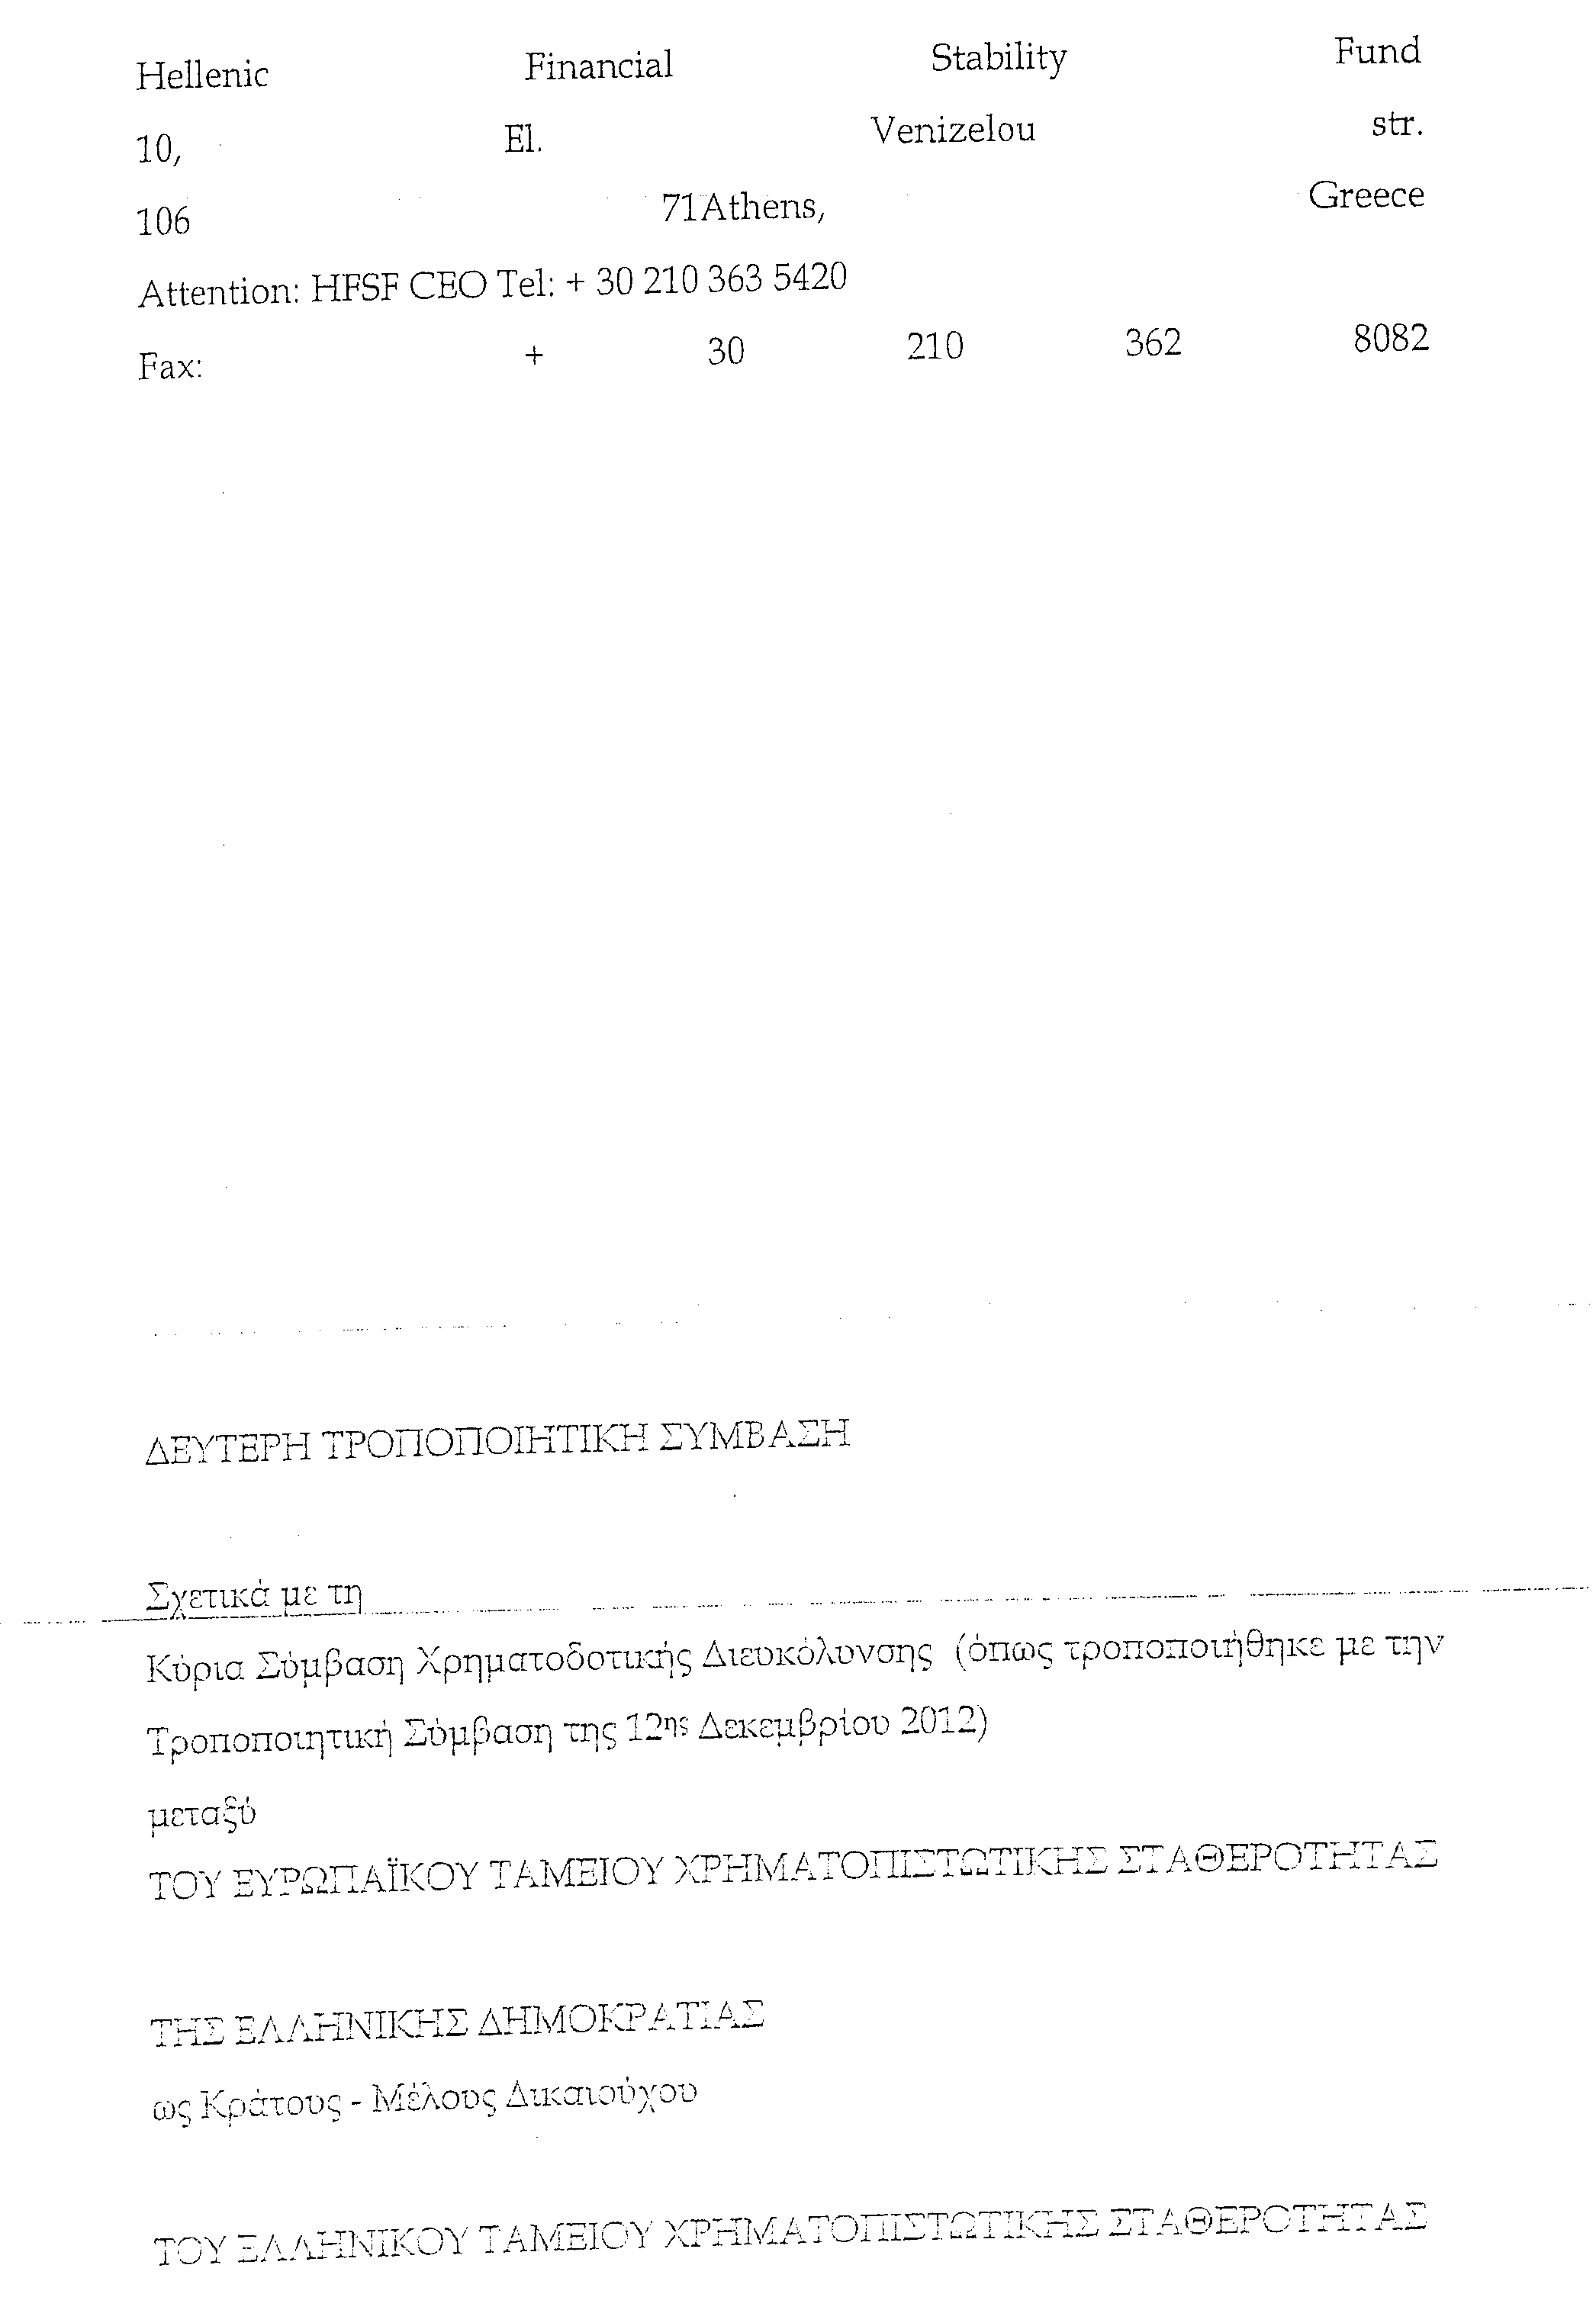 Hellenic Financial Stability Fund
10, El. Venizelou str.
106 71Athens, Greece
Attention: HFSF CEO Tel: + 30 210 363 5420
Fax: + 30 210 362 8082
ΔΕΥΤΕΡΗ ΤΡΟΠΟΠΟΙΗΤΙΚΗ ΣΥΜΒΑΣΗ
Σχετικά με τη
Κύρια Σύμβαση Χρηματοδοτικής Διευκόλυνσης (όπως τροποποιήθηκε με την
Τροποποιητική Σύμβαση της 12ης Δεκεμβρίου 2012)
μεταξύ
ΤΟΥ ΕΥΡΩΠΑΪΚΟΥ ΤΑΜΕΙΟΥ ΧΡΗΜΑΤΟΠΙΣΤΩΤΙΚΗΣ ΣΤΑΘΕΡΟΤΗΤΑΣ
ΤΗΣ ΕΛΛΗΝΙΚΗΣ ΔΗΜΟΚΡΑΤΙΑΣ
ως Κράτους - Μέλους Δικαιούχου
ΤΟΥ ΕΛΛΗΝΙΚΟΥ ΤΑΜΕΙΟΥ ΧΡΗΜΑΤΟΠΙΣΤΩΤΙΚΗΣ ΣΤΑΘΕΡΟΤΗΤΑΣ